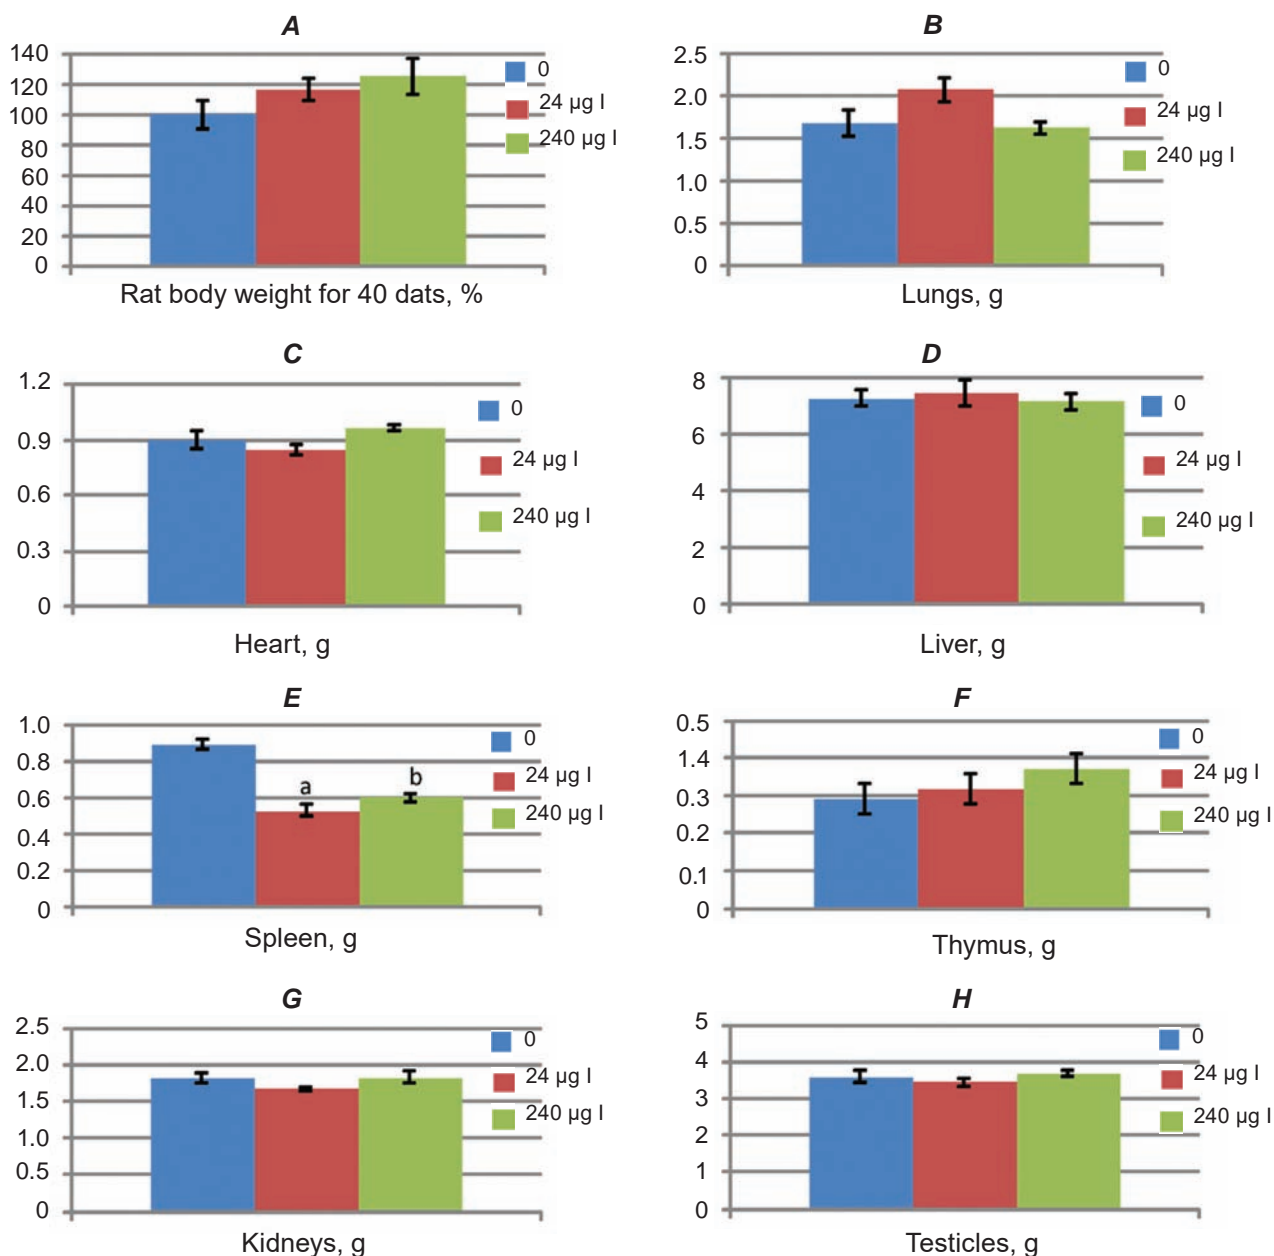 A
140
120
100
80
60
40
20
0
0
24 µg I
240 µg I
Rat body weight for 40 dats, %
B
2.5
2.0
1.5
1.0
0.5
0
0
24 µg I
240 µg I
Lungs, g
C
1.2
0.9
0.6
0.3
0
0
24 µg I
240 µg I
Heart, g
D
8
6
4
2
0
0
24 µg I
240 µg I
Liver, g
E
1.0
0.8
0.6
0.4
0.2
0
a
b
0
24 µg I
240 µg I
Spleen, g
F
0.5
1.4
0.3
0.2
0.1
0
0
24 µg I
240 µg I
Thymus, g
G
2.5
2.0
1.5
1.0
0.5
0
0
24 µg I
240 µg I
Kidneys, g
H
5
4
3
2
1
0
0
24 µg I
240 µg I
Testicles, g